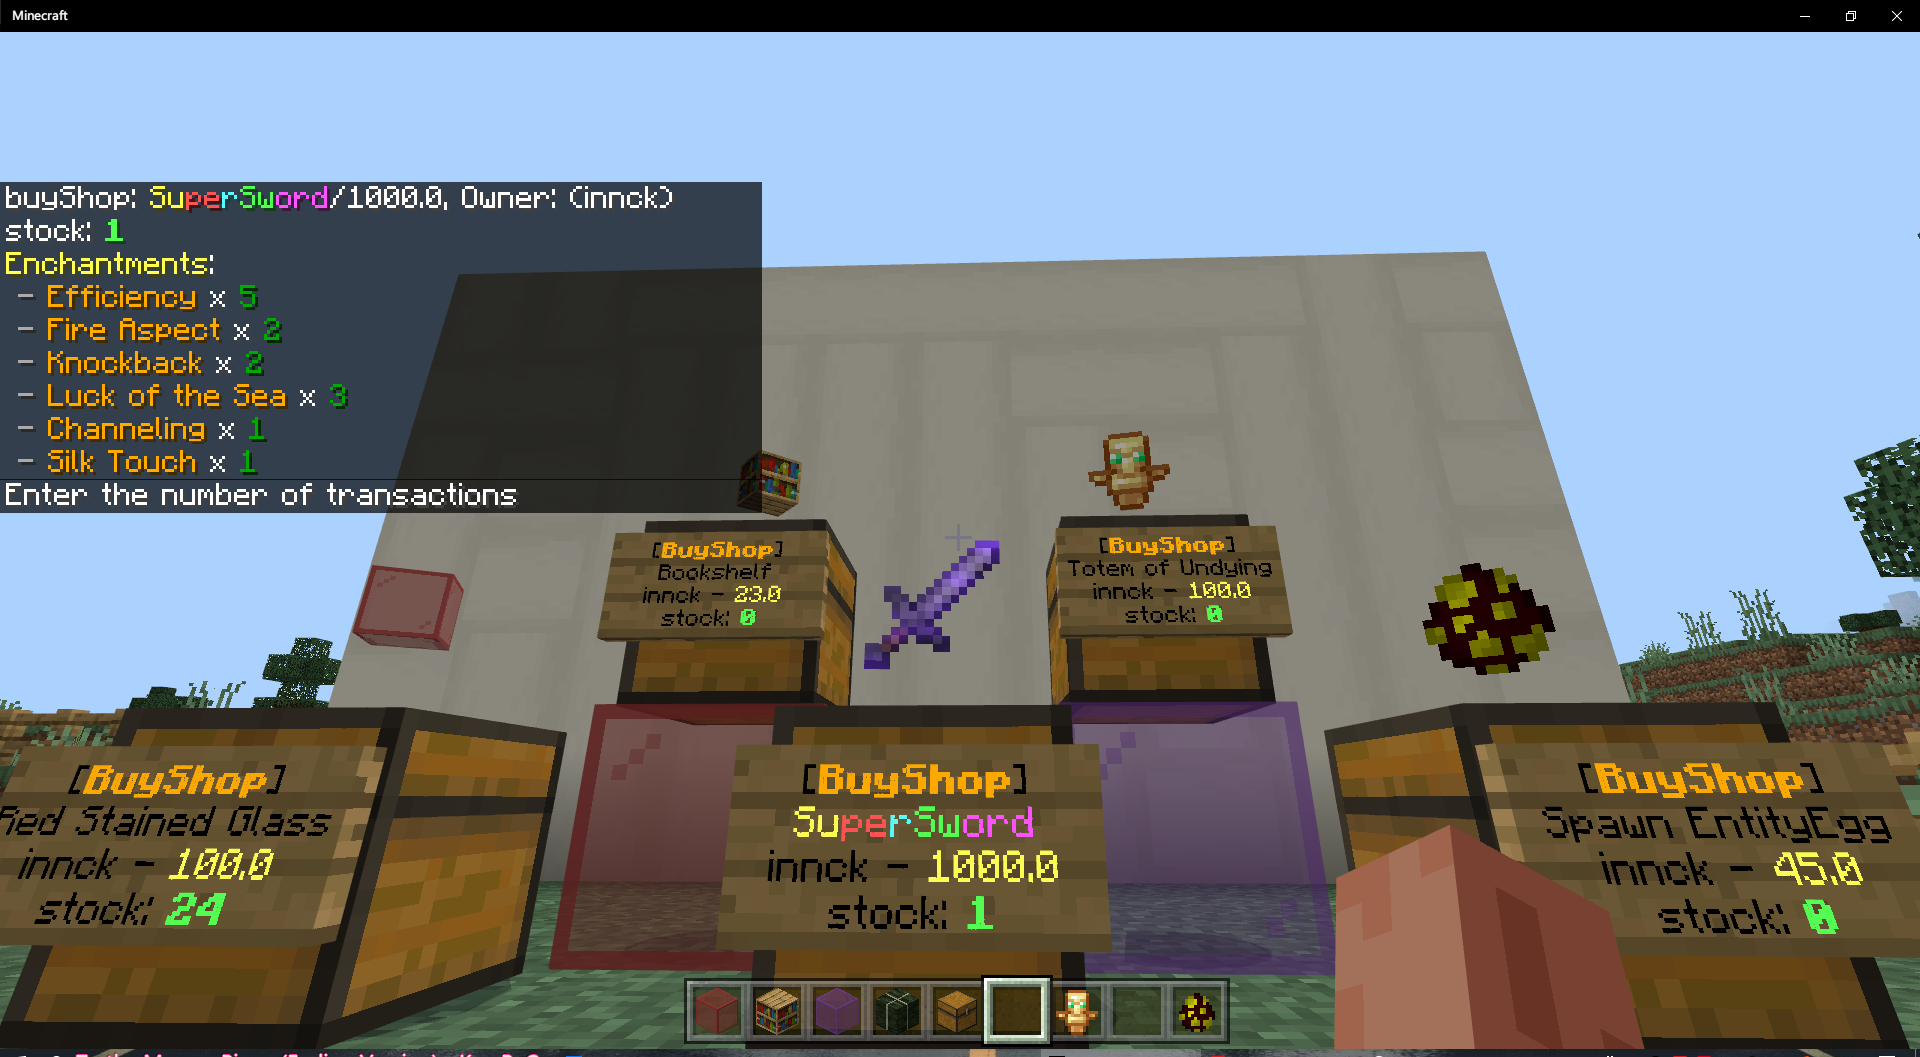 Minecraft
buyShop: SuperSword/1000.0, Owner: (innck)
stock: 1
Enchantments:
- Efficiency x 5
- Fire Aspect x 2
- Knockback x 2
- Luck of the Sea x 3
- Channeling x 1
- Silk Touch x 1
Enter the number of transactions
[BuyShop]
Bookshelf
innck - 23.0
stock: 0
[BuyShop]
Totem of Undying
innck - 100.0
stock: 0
[BuyShop]
Red Stained Glass
innck - 100.0
stock: 24
[BuyShop]
SuperSword
innck - 1000.0
stock: 1
[BuyShop]
Spawn EntityEgg
innck - 45.0
stock: 0